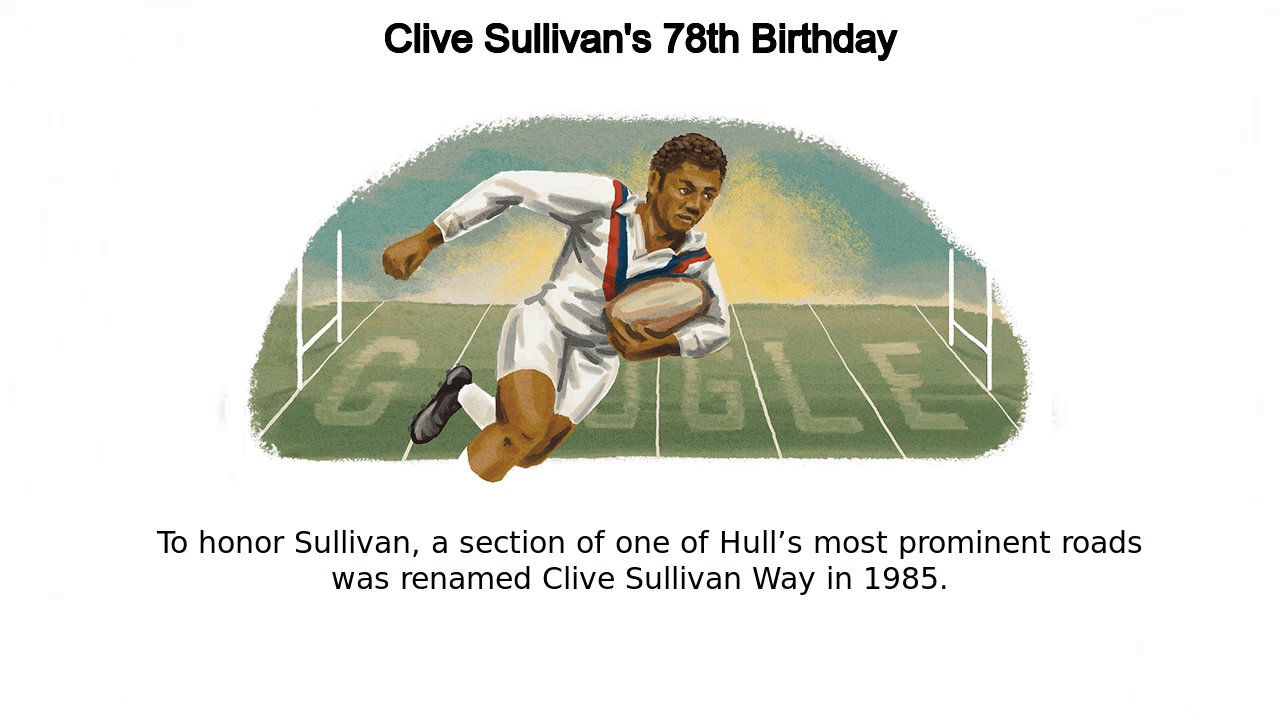 Clive Sullivan's 78th Birthday
G OGLE
To honor Sullivan, a section of one of Hull’s most prominent roads
was renamed Clive Sullivan Way in 1985.